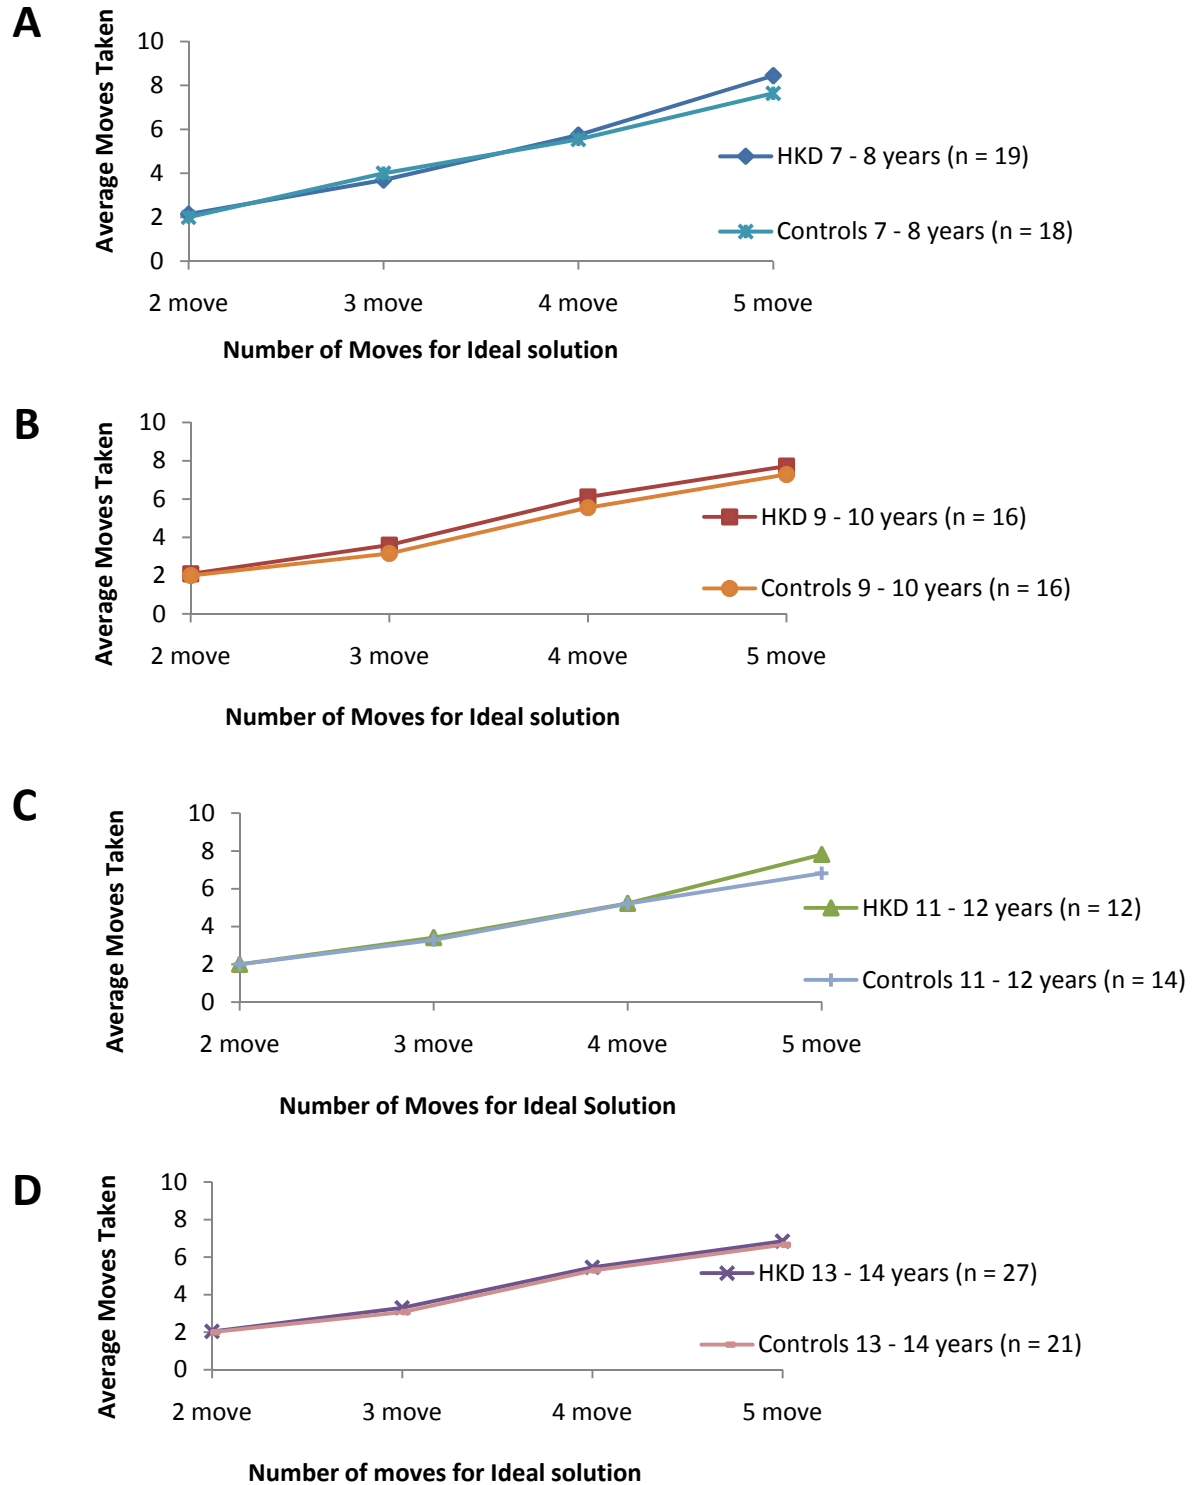 A
Average Moves Taken
10
8
6
4
2
0
2 move 3 move 4 move 5 move
Number of Moves for Ideal solution
HKD 7 - 8 years (n = 19)
Controls 7 - 8 years (n = 18)
B
Average Moves Taken
10
8
6
4
2
0
2 move 3 move 4 move 5 move
Number of Moves for Ideal solution
HKD 9 - 10 years (n = 16)
Controls 9 - 10 years (n = 16)
C
Average Moves Taken
10
8
6
4
2
0
2 move 3 move 4 move 5 move
Number of Moves for Ideal Solution
HKD 11 - 12 years (n = 12)
Controls 11 - 12 years (n = 14)
D
Average Moves Taken
10
8
6
4
2
0
2 move 3 move 4 move 5 move
Number of moves for Ideal solution
HKD 13 - 14 years (n = 27)
Controls 13 - 14 years (n = 21)